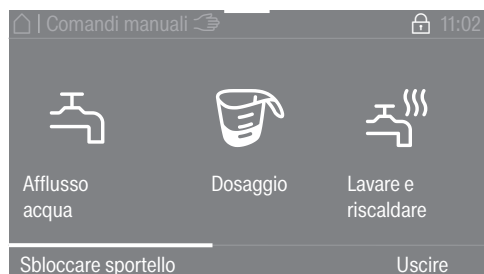 | Comandi manuali 11:02
Afflusso acqua
Dosaggio
Lavare e riscaldare
Sbloccare sportello Uscire